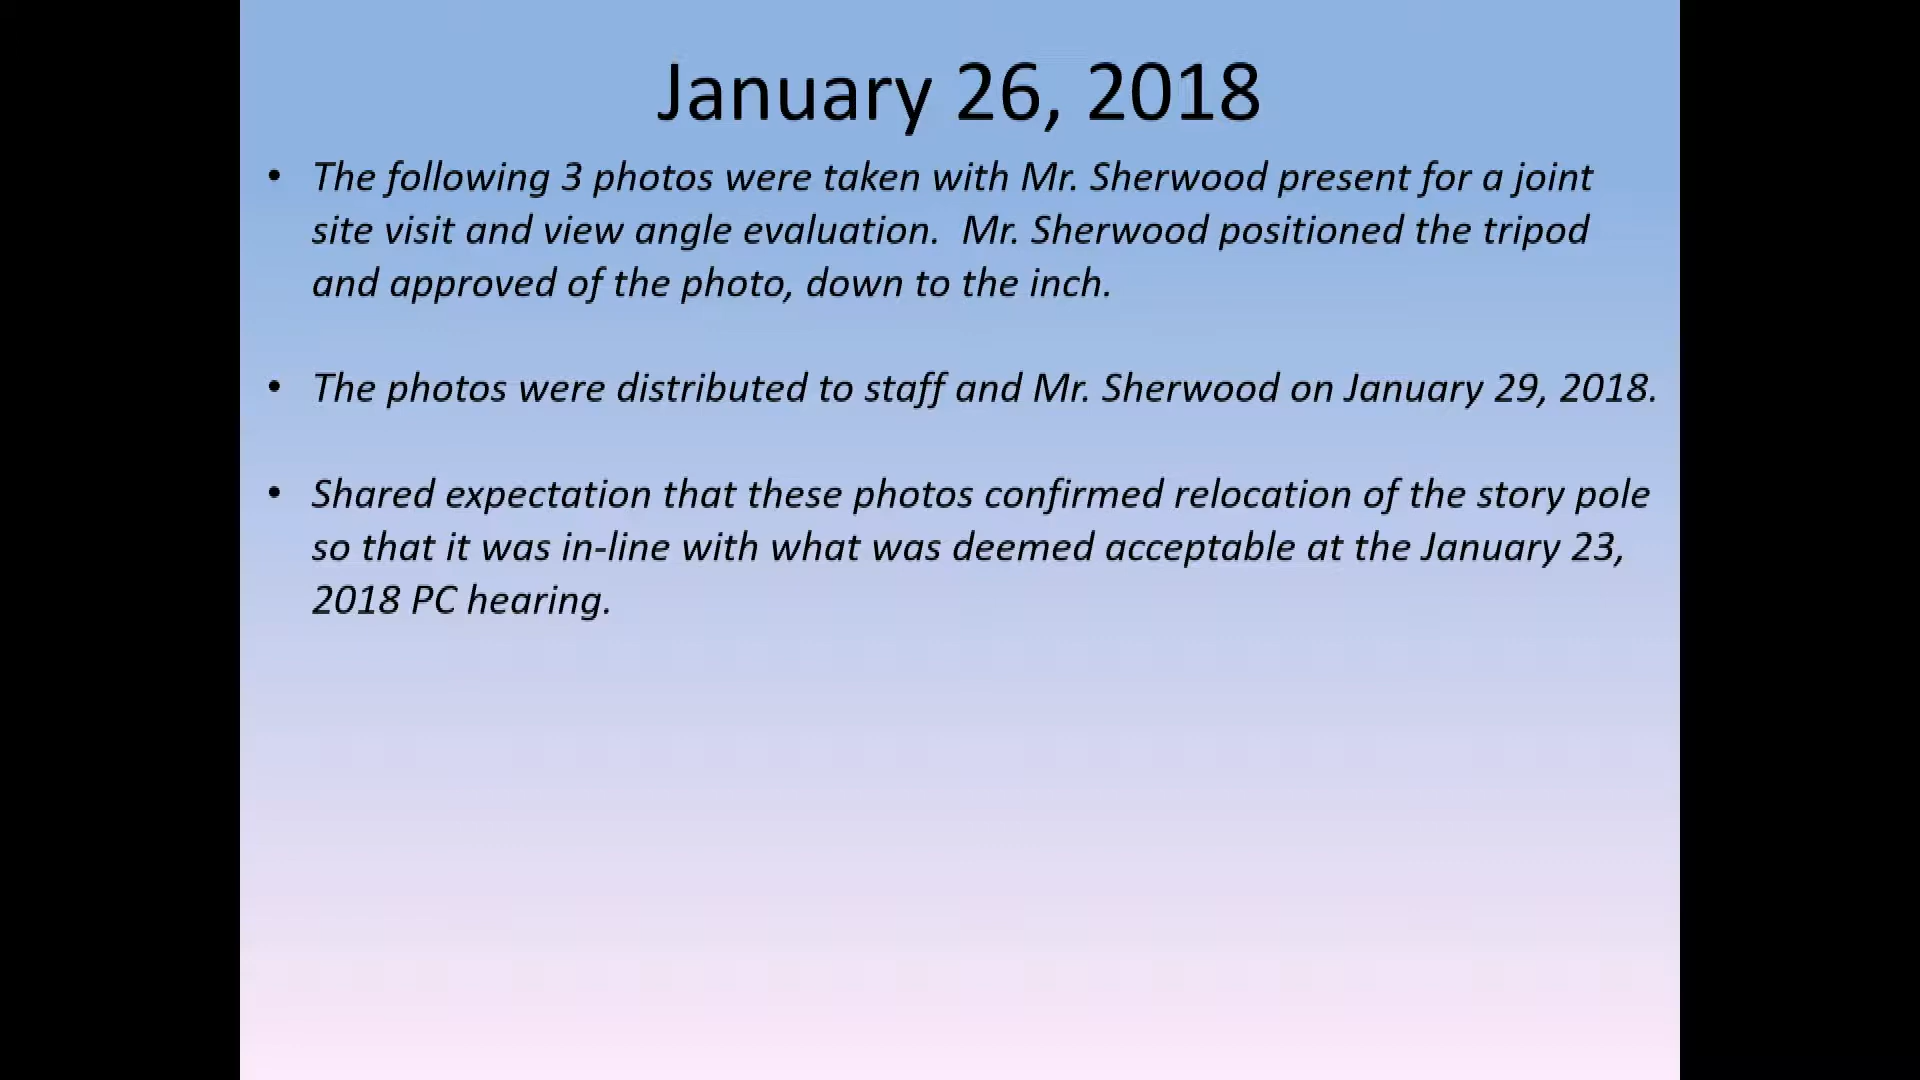 January 26, 2018
• The following 3 photos were taken with Mr. Sherwood present for a joint
site visit and view angle evaluation.  Mr. Sherwood positioned the tripod
and approved of the photo, down to the inch.
• The photos were distributed to staff and Mr. Sherwood on January 29, 2018.
• Shared expectation that these photos confirmed relocation of the story pole
so that it was in-line with what was deemed acceptable at the January 23,
2018 PC hearing.